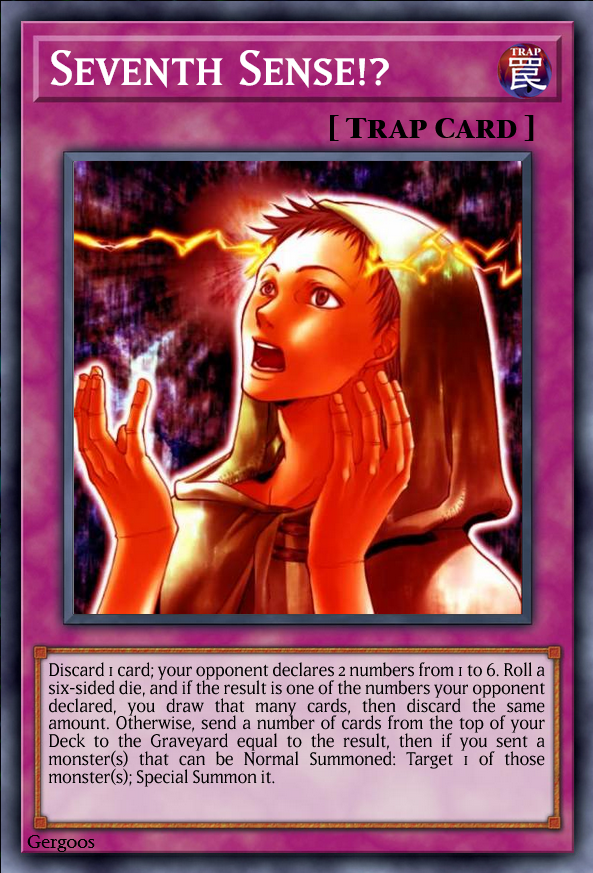 Seventh Sense!?
TRAP
罠
[ Trap Card ]
Discard 1 card; your opponent declares 2 numbers from 1 to 6. Roll a
six-sided die, and if the result is one of the numbers your opponent
declared, you draw that many cards, then discard the same
amount. Otherwise, send a number of cards from the top of your
Deck to the Graveyard equal to the result, then if you sent a
monster(s) that can be Normal Summoned: Target 1 of those
monster(s); Special Summon it.
Gergoos